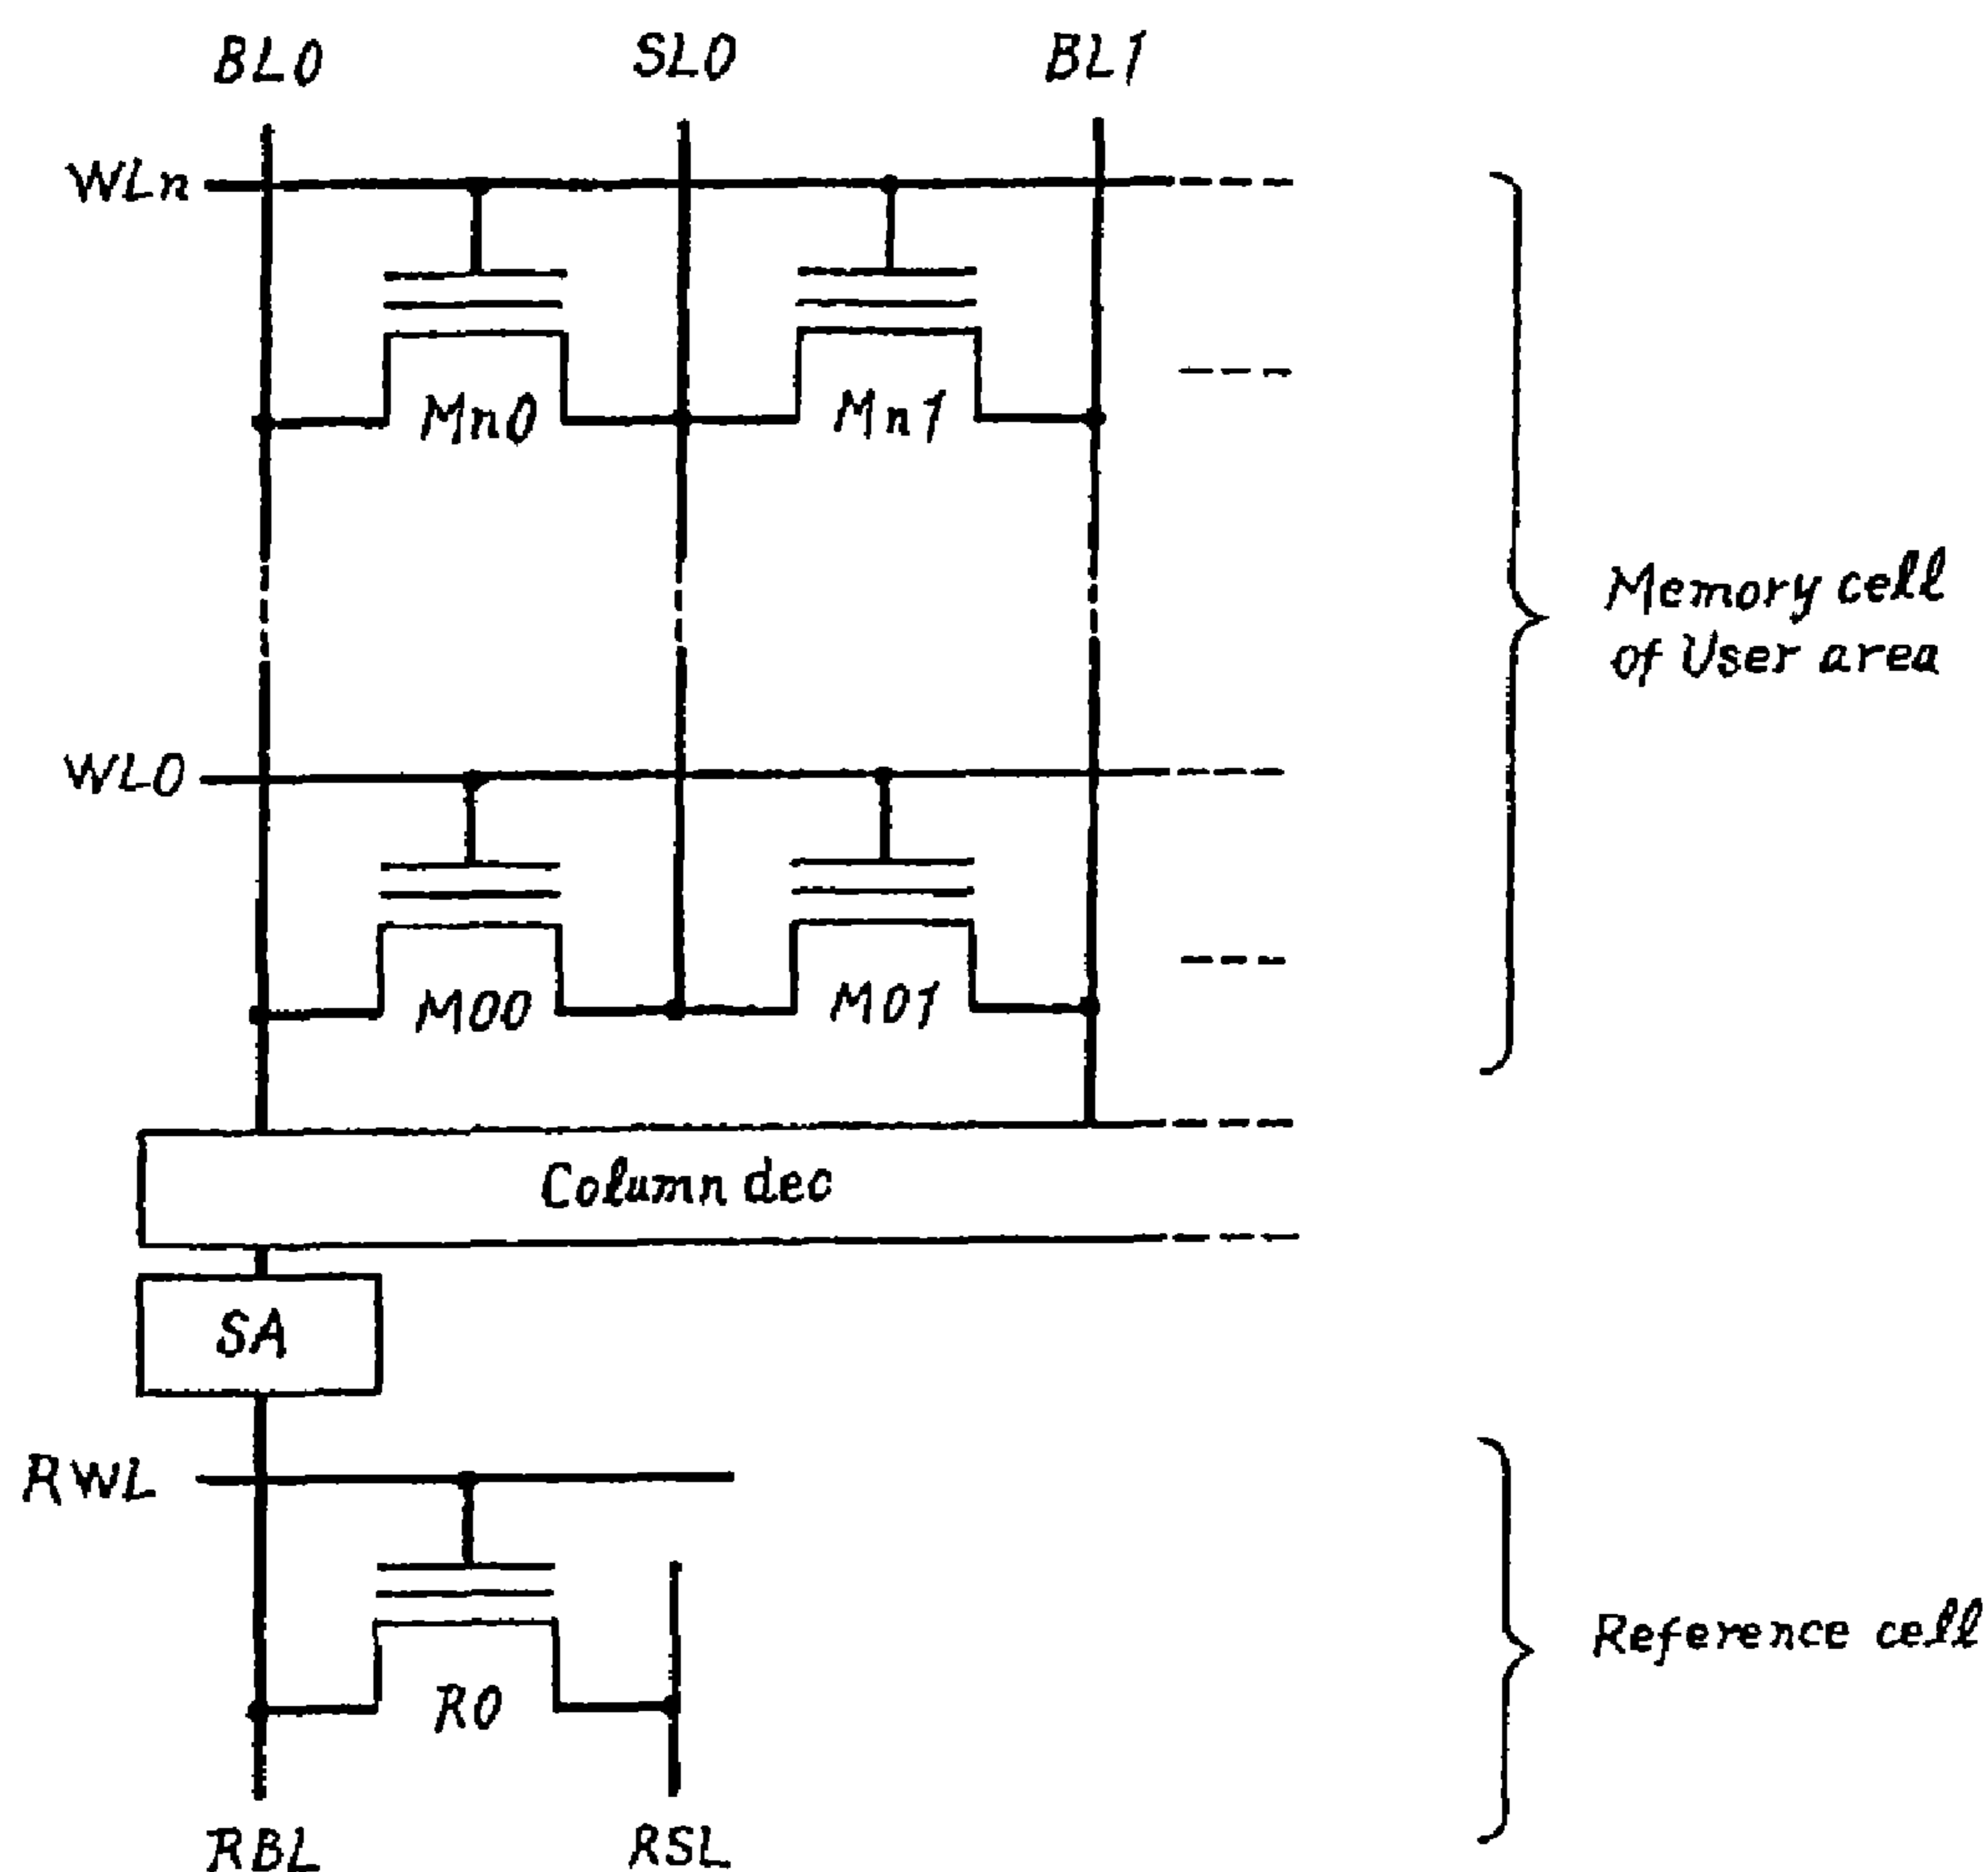 BL0 SL0 BL1
WLn
Mn0 Mn1
Memory cell
of User area
WL0
M00 M01
Column dec
SA
RWL
Reference cell
R0
RBL RSL